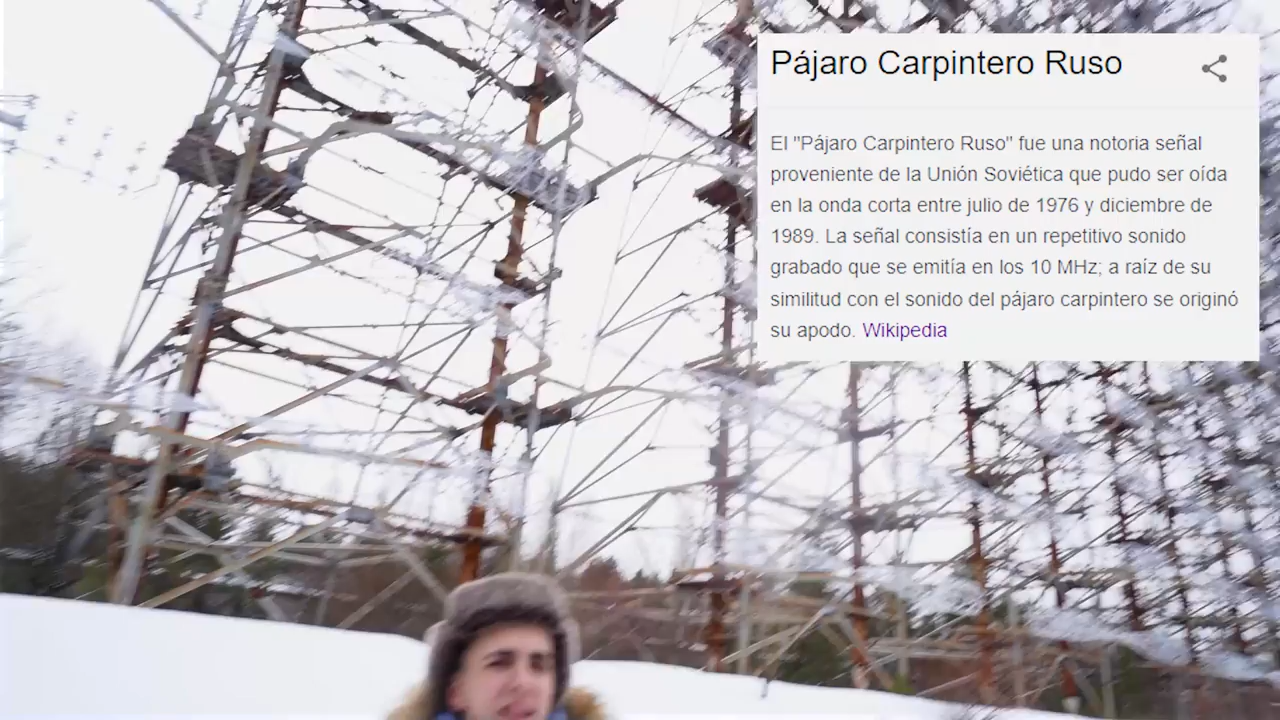 Pájaro Carpintero Ruso
El "Pájaro Carpintero Ruso" fue una notoria señal
proveniente de la Unión Soviética que pudo ser oída
en la onda corta entre julio de 1976 y diciembre de
1989. La señal consistía en un repetitivo sonido
grabado que se emitía en los 10 MHz; a raíz de su
similitud con el sonido del pájaro carpintero se originó
su apodo. Wikipedia